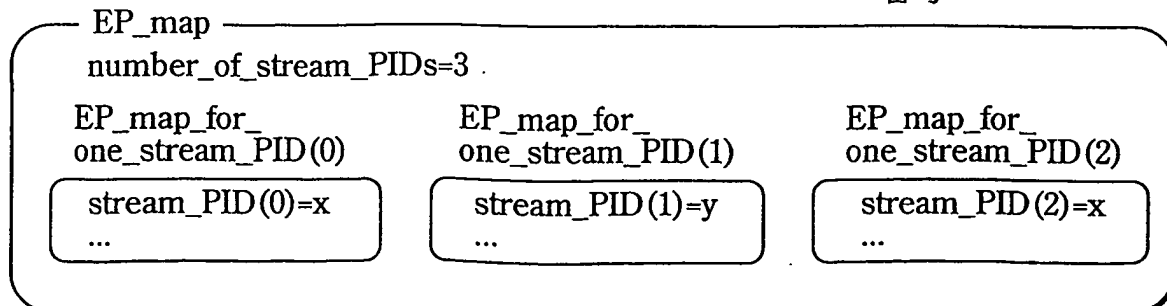 EP_map
number_of_stream_PIDs=3
EP_map_for_
one_stream_PID(0)
stream_PID(0)=x
...
EP_map_for_
one_stream_PID(1)
stream_PID(1)=y
...
EP_map_for_
one_stream_PID(2)
stream_PID(2)=x
...